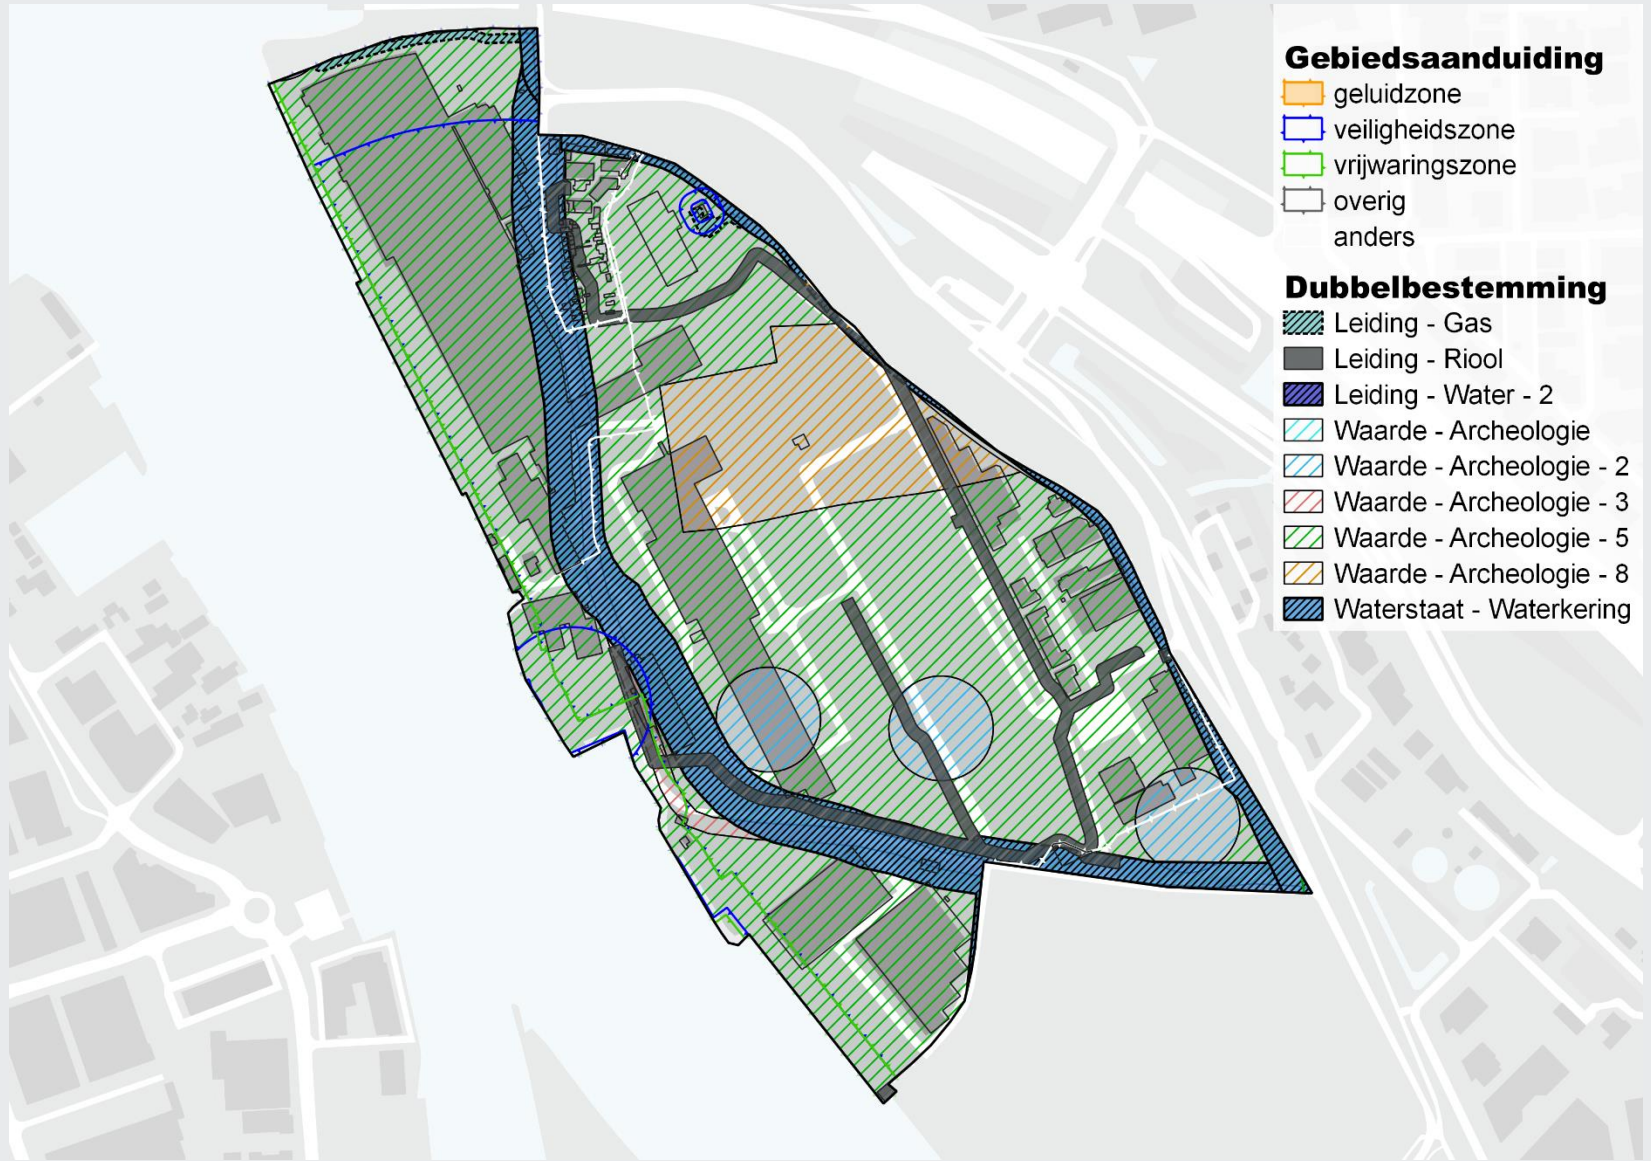 Gebiedsaanduiding
geluidzone
veiligheidszone
vrijwaringszone
overig
anders
Dubbelbestemming
Leiding - Gas
Leiding - Riool
Leiding - Water - 2
Waarde - Archeologie
Waarde - Archeologie - 2
Waarde - Archeologie - 3
Waarde - Archeologie - 5
Waarde - Archeologie - 8
Waterstaat - Waterkering